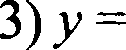 3) y =